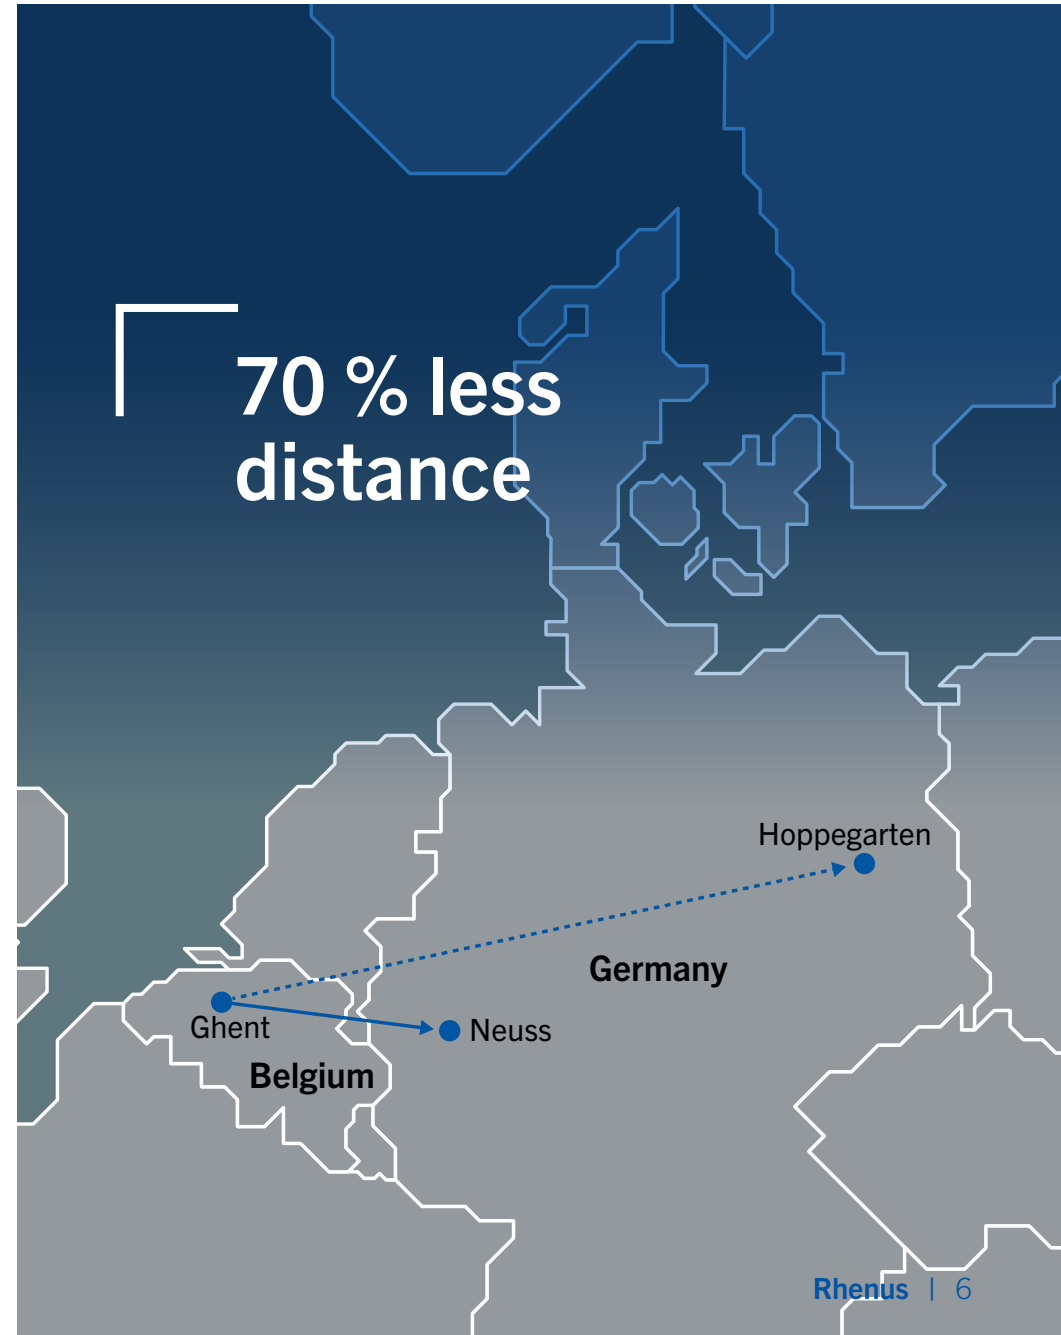 70 % less
distance
Hoppegarten
Germany
Ghent
Neuss
Belgium
Rhenus | 6